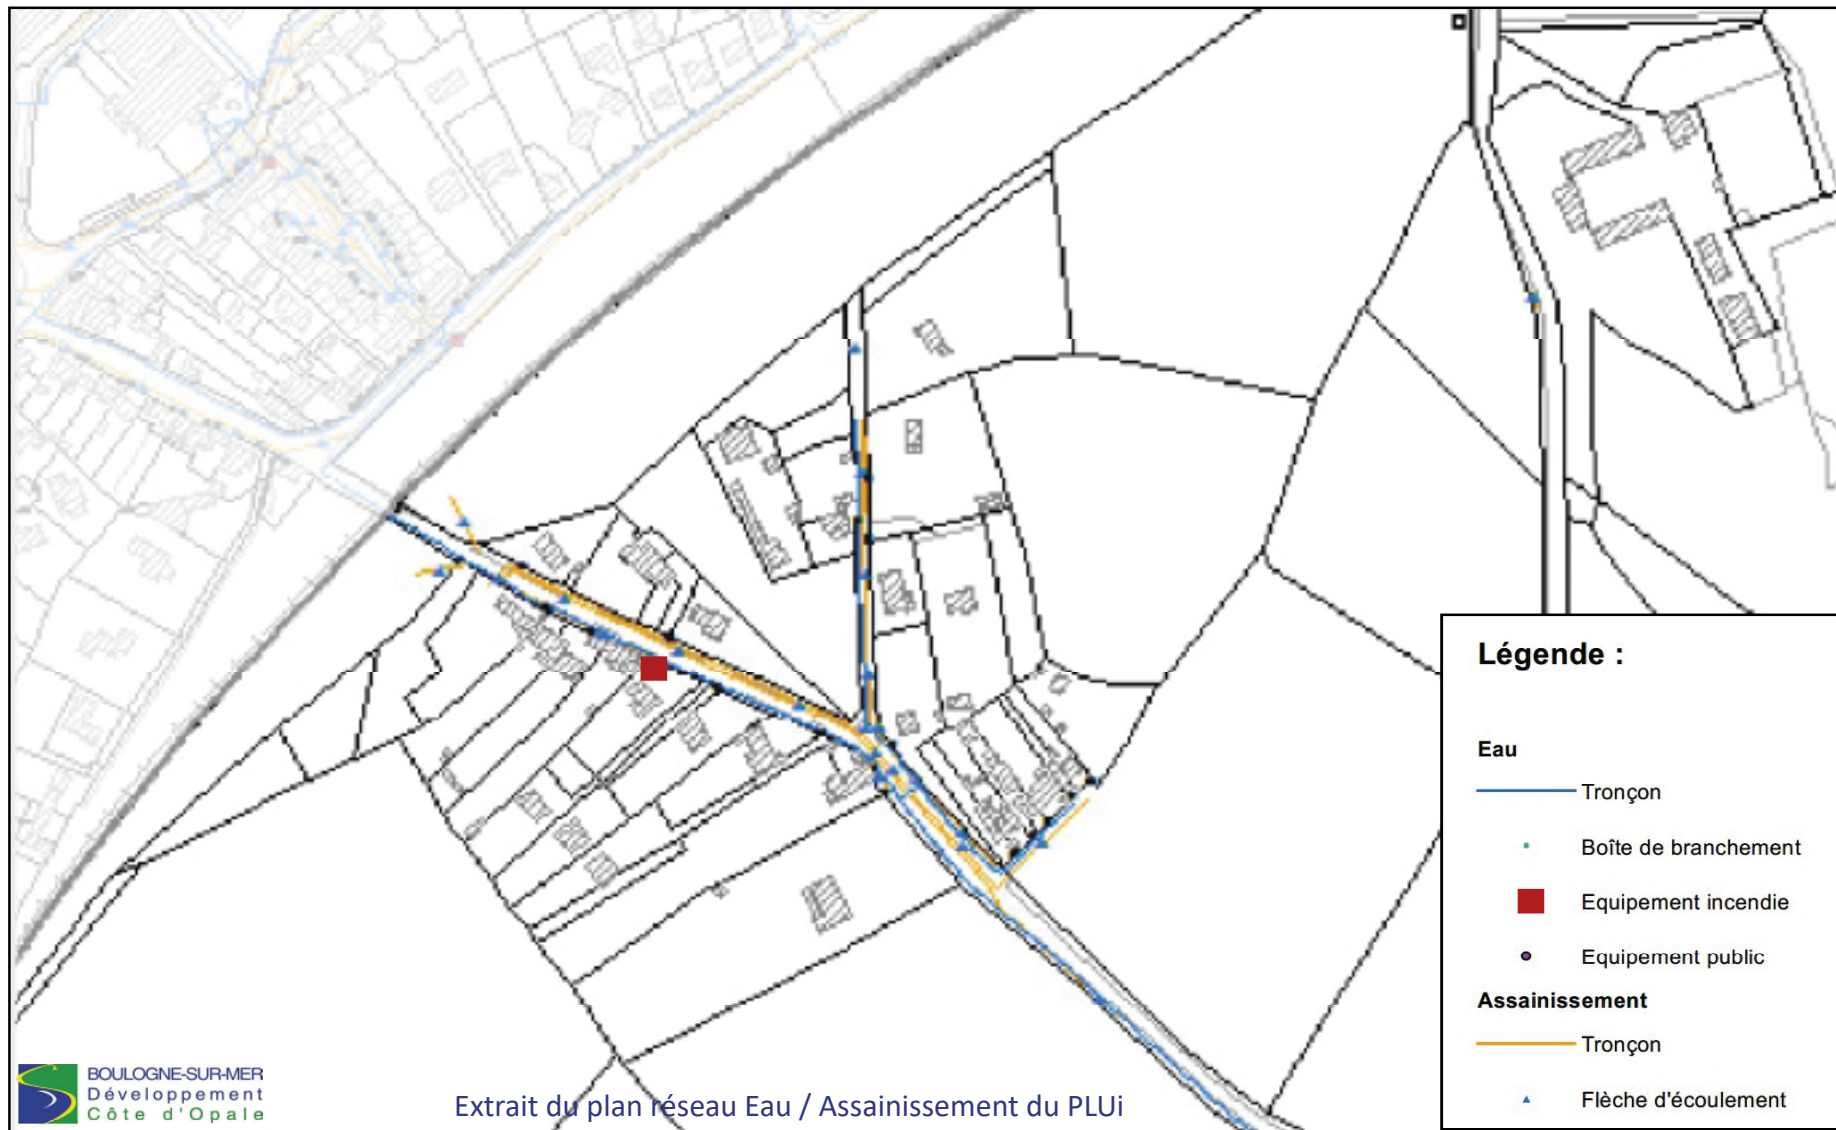 Légende :
Eau
Tronçon
Boîte de branchement
Equipement incendie
Equipement public
Assainissement
Tronçon
Flèche d'écoulement
BOULOGNE-SUR-MER
Développement
Côte d'Opale
Extrait du plan réseau Eau / Assainissement du PLUi